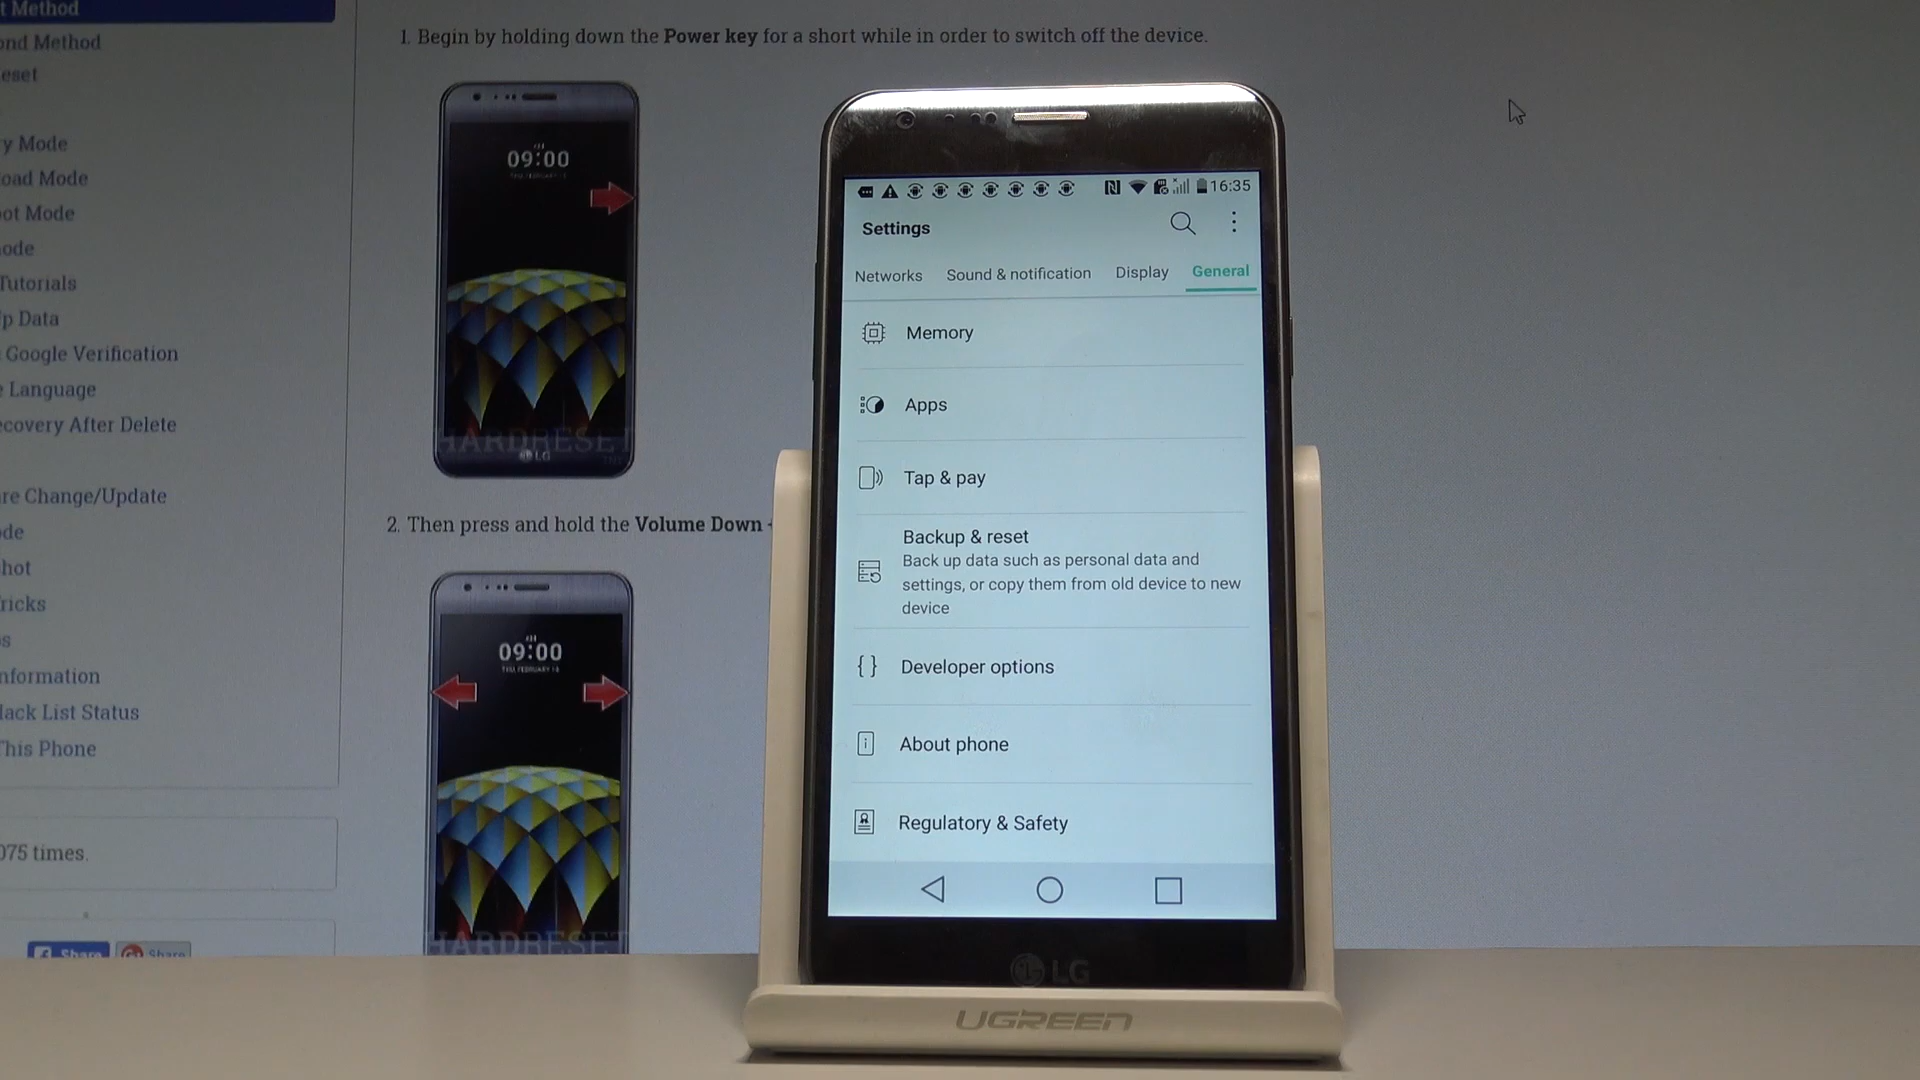 t Method
ond Method
eset
y Mode
oad Mode
ot Mode
ode
Tutorials
p Data
Google Verification
e Language
ecovery After Delete
re Change/Update
de
hot
ricks
s
nformation
lack List Status
This Phone
075 times.
Share
Share
1. Begin by holding down the Power key for a short while in order to switch off the device.
09:00
HARDRESET
LG
2. Then press and hold the Volume Down
09:00
HARDRESET
16:35
Settings
Networks Sound & notification Display General
Memory
Apps
Tap & pay
Backup & reset
Back up data such as personal data and
settings, or copy them from old device to new
device
Developer options
About phone
Regulatory & Safety
LG
UGREEN